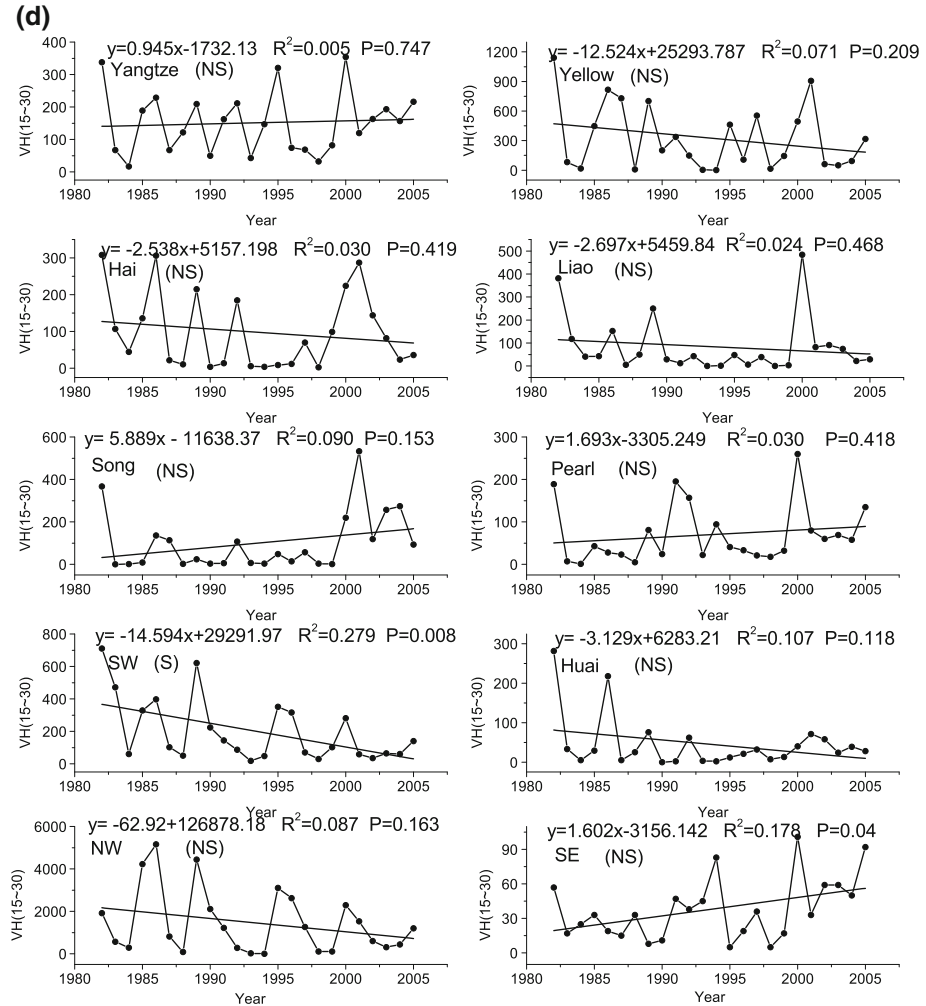 (d)
y=0.945x-1732.13 R²=0.005 P=0.747
Yangtze (NS)
VH(15~30)
400
300
200
100
0
1980 1985 1990 1995 2000 2005
Year
y= -12.524x+25293.787 R²=0.071 P=0.209
Yellow (NS)
VH(15~30)
1200
900
600
300
0
1980 1985 1990 1995 2000 2005
Year
y= -2.538x+5157.198 R²=0.030 P=0.419
Hai (NS)
VH(15~30)
300
200
100
0
1980 1985 1990 1995 2000 2005
Year
y= -2.697x+5459.84 R²=0.024 P=0.468
Liao (NS)
VH(15~30)
500
400
300
200
100
0
1980 1985 1990 1995 2000 2005
Year
y= 5.889x - 11638.37 R²=0.090 P=0.153
Song (NS)
VH(15~30)
600
400
200
0
1980 1985 1990 1995 2000 2005
Year
y=1.693x-3305.249 R²=0.030 P=0.418
Pearl (NS)
VH(15~30)
300
200
100
0
1980 1985 1990 1995 2000 2005
Year
y= -14.594x+29291.97 R²=0.279 P=0.008
SW (S)
VH(15~30)
800
600
400
200
0
1980 1985 1990 1995 2000 2005
Year
y= -3.129x+6283.21 R²=0.107 P=0.118
Huai (NS)
VH(15~30)
300
200
100
0
1980 1985 1990 1995 2000 2005
Year
y= -62.92+126878.18 R²=0.087 P=0.163
NW (NS)
VH(15~30)
6000
4000
2000
0
1980 1985 1990 1995 2000 2005
Year
y=1.602x-3156.142 R²=0.178 P=0.04
SE (NS)
VH(15~30)
90
60
30
0
1980 1985 1990 1995 2000 2005
Year